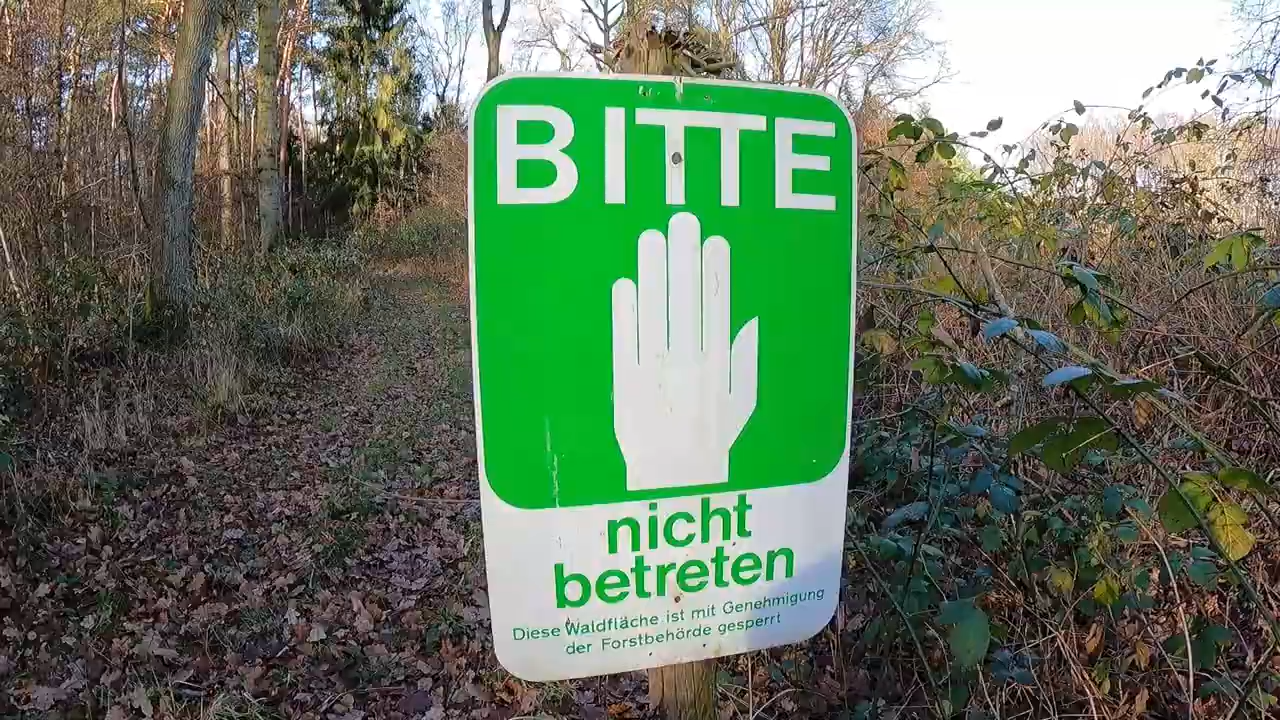 BITTE
nicht
betreten
Diese Waldfläche ist mit Genehmigung
der Forstbehörde gesperrt